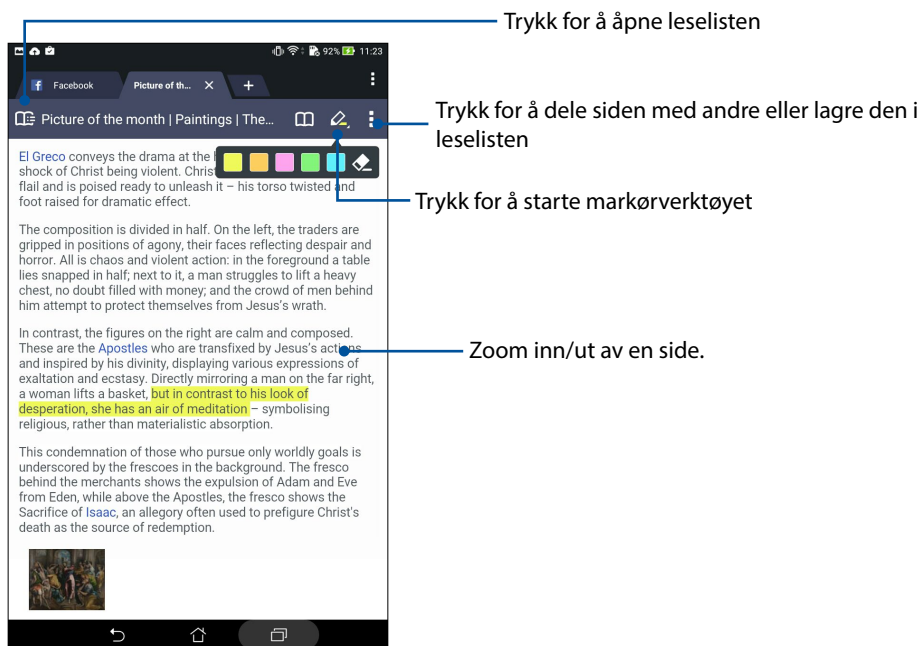 Trykk for å åpne leselisten
92% 11:23
Facebook
Picture of th...
Picture of the month | Paintings | The...
Trykk for å dele siden med andre eller lagre den i
leselisten
El Greco conveys the drama at the
shock of Christ being violent. Chris
flail and is poised ready to unleash it – his torso twisted and
foot raised for dramatic effect.
Trykk for å starte markørverktøyet
The composition is divided in half. On the left, the traders are
gripped in positions of agony, their faces reflecting despair and
horror. All is chaos and violent action: in the foreground a table
lies snapped in half; next to it, a man struggles to lift a heavy
chest, no doubt filled with money; and the crowd of men behind
him attempt to protect themselves from Jesus's wrath.
In contrast, the figures on the right are calm and composed.
These are the Apostles who are transfixed by Jesus's actions
and inspired by his divinity, displaying various expressions of
exaltation and ecstasy. Directly mirroring a man on the far right,
a woman lifts a basket, but in contrast to his look of
desperation, she has an air of meditation – symbolising
religious, rather than materialistic absorption.
Zoom inn/ut av en side.
This condemnation of those who pursue only worldly goals is
underscored by the frescoes in the background. The fresco
behind the merchants shows the expulsion of Adam and Eve
from Eden, while above the Apostles, the fresco shows the
Sacrifice of Isaac, an allegory often used to prefigure Christ's
death as the source of redemption.